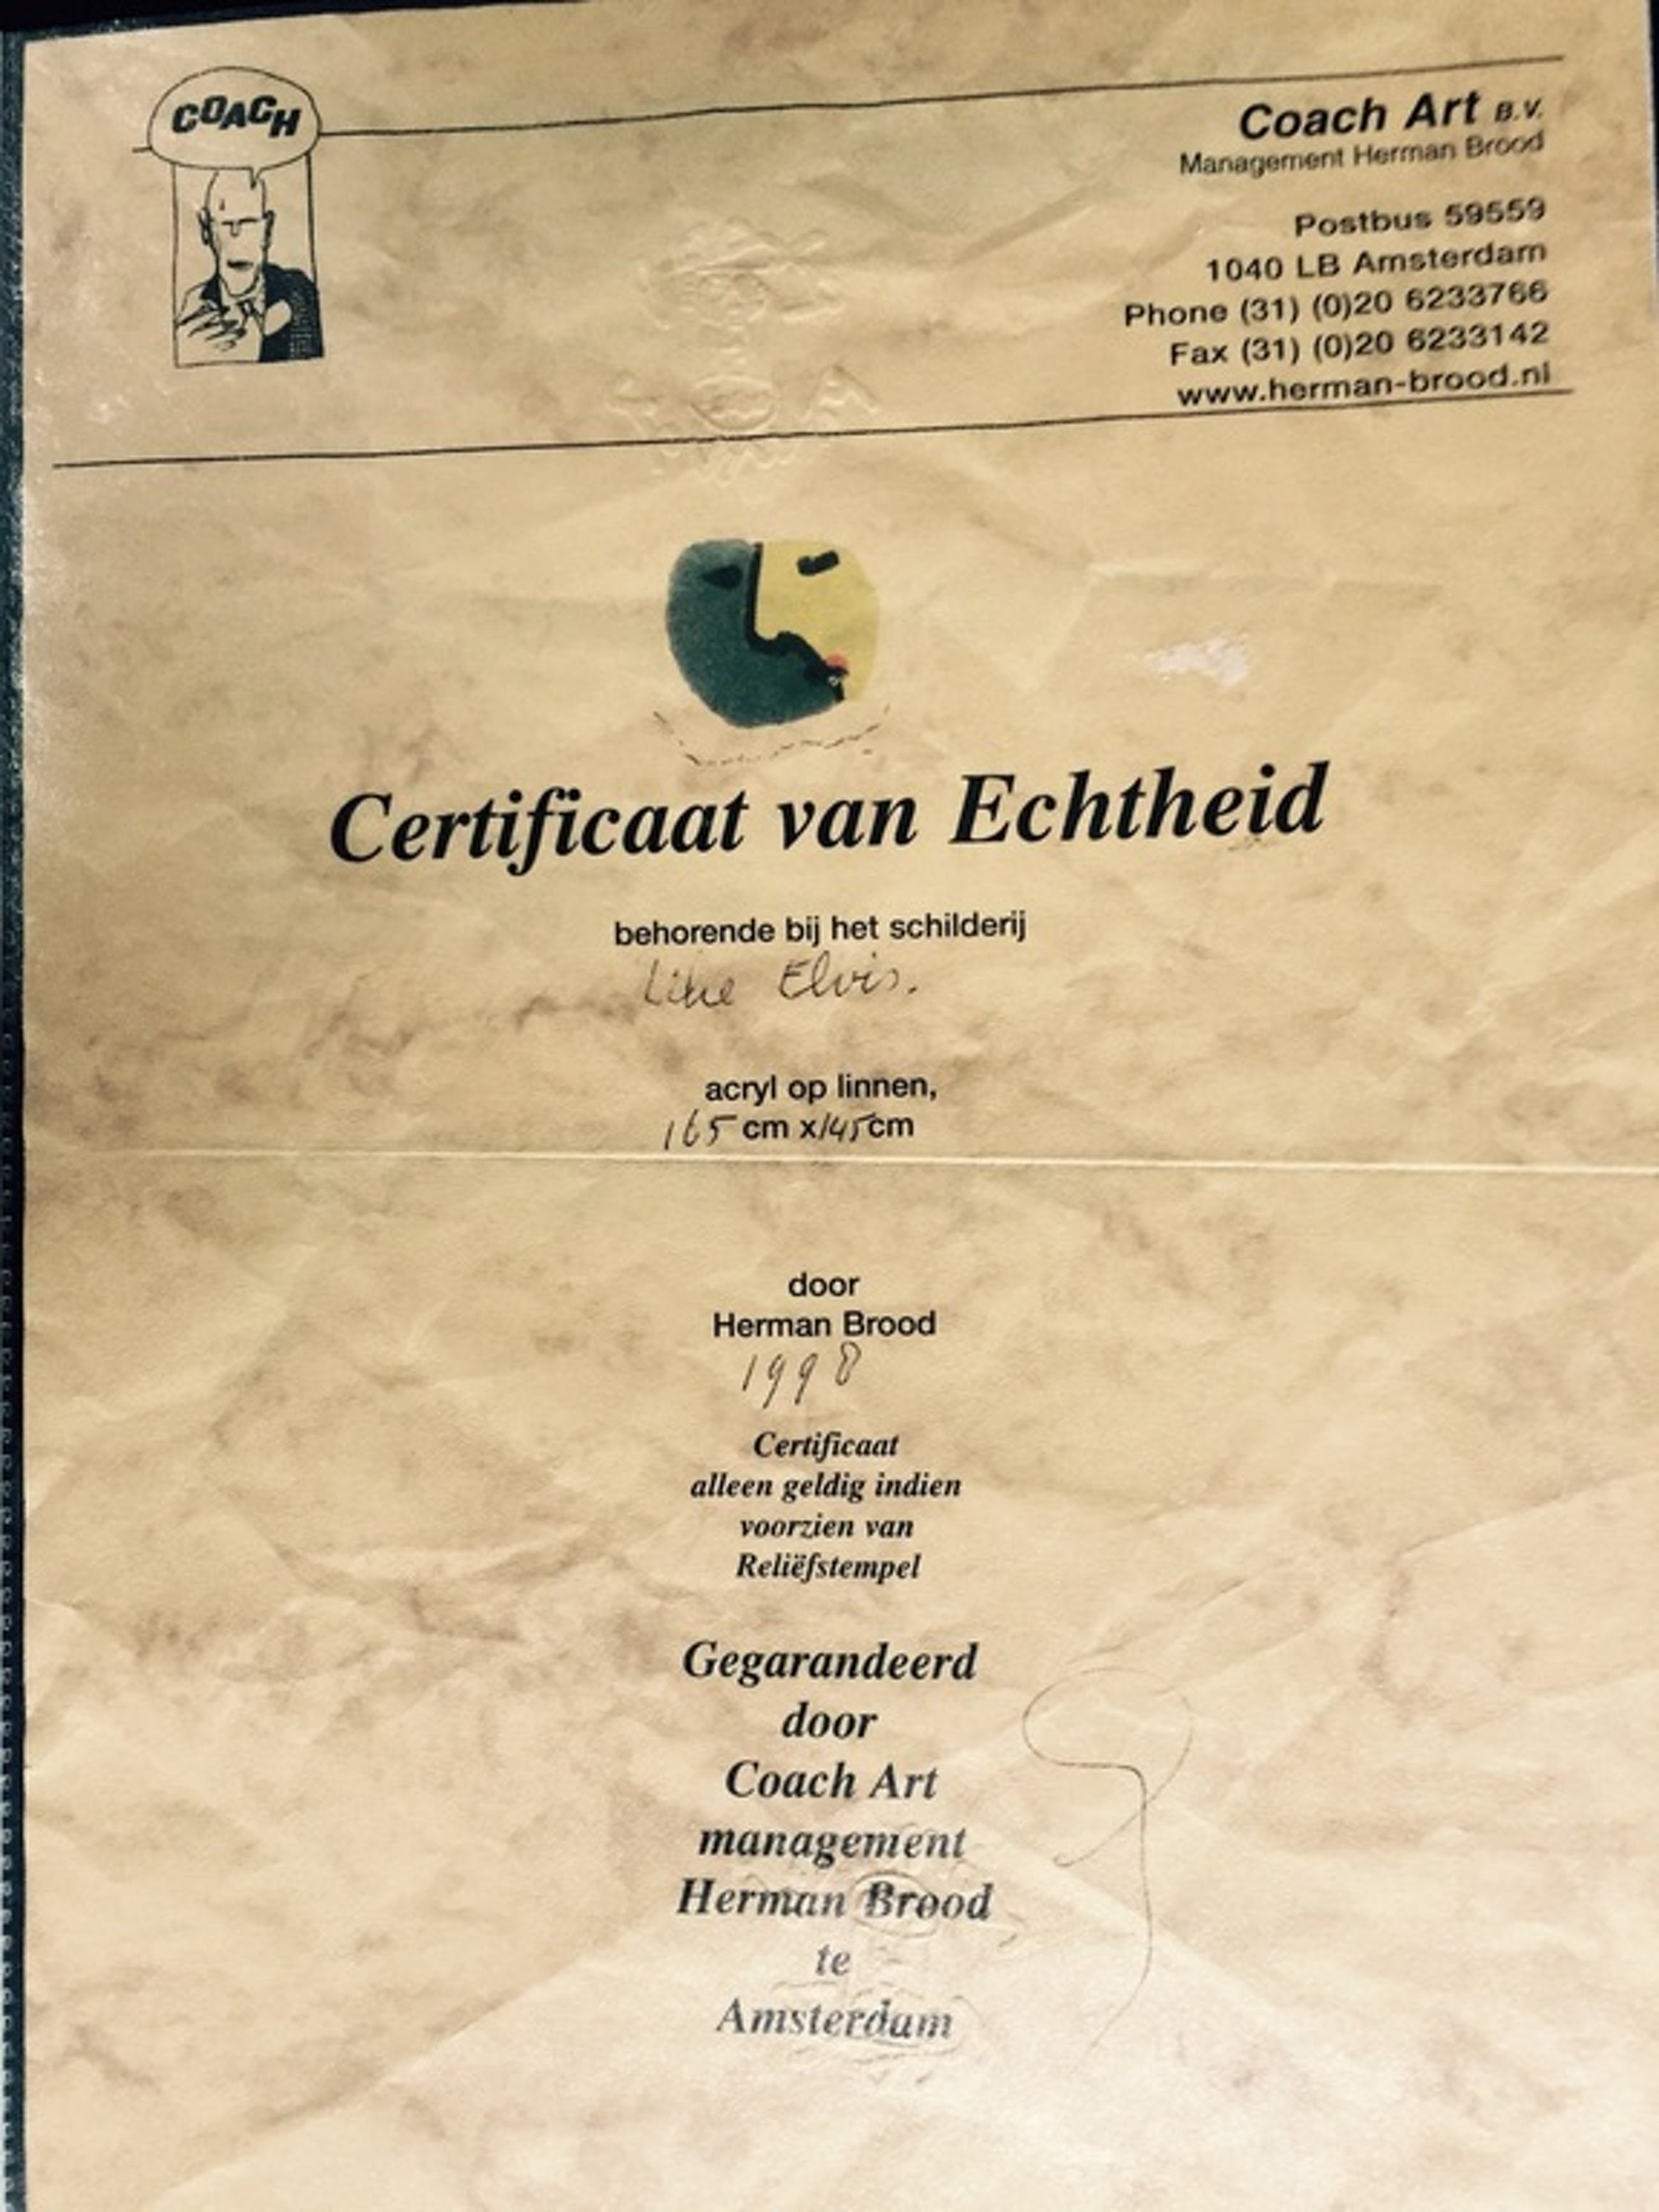 COACH
Coach Art B.V.
Management Herman Brood
Postbus 59559
1040 LB Amsterdam
Phone (31) (0)20 6233766
Fax (31) (0)20 6233142
www.herman-brood.nl
Certificaat van Echtheid
behorende bij het schilderij
Like Elvis.
acryl op linnen,
165 cm x 145 cm
door
Herman Brood
1998
Certificaat
alleen geldig indien
voorzien van
Reliëfstempel
Gegarandeerd
door
Coach Art
management
Herman Brood
te
Amsterdam